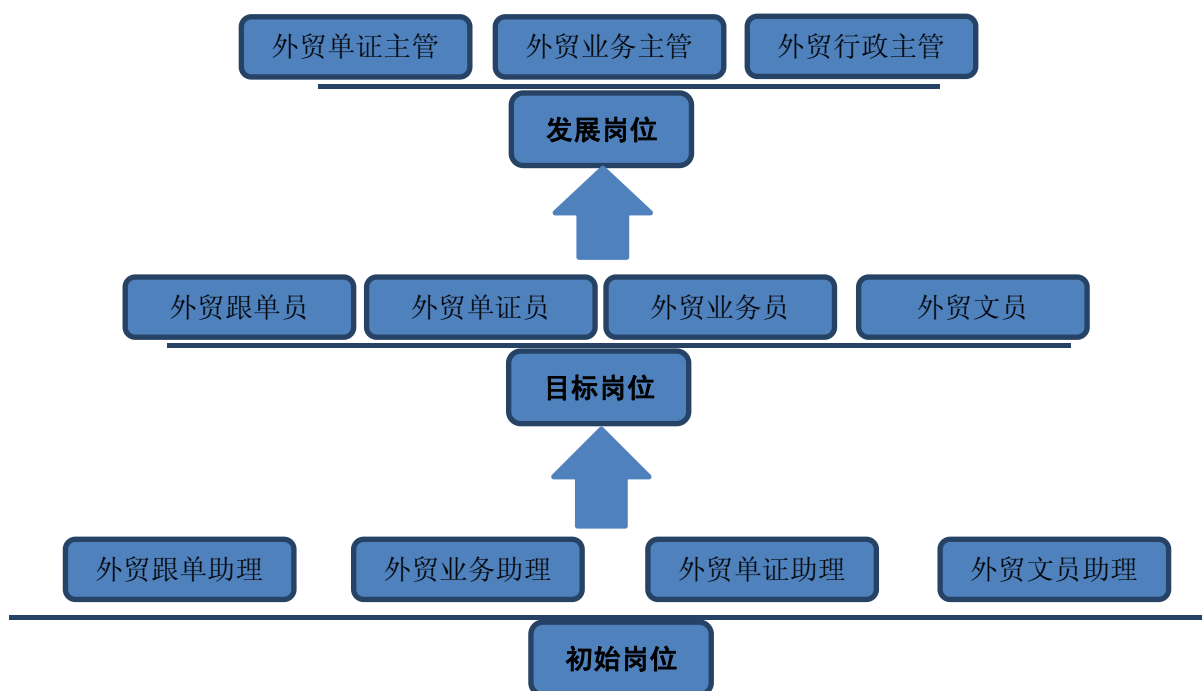 外贸单证主管 外贸业务主管 外贸行政主管
发展岗位
外贸跟单员 外贸单证员 外贸业务员 外贸文员
目标岗位
外贸跟单助理 外贸业务助理 外贸单证助理 外贸文员助理
初始岗位